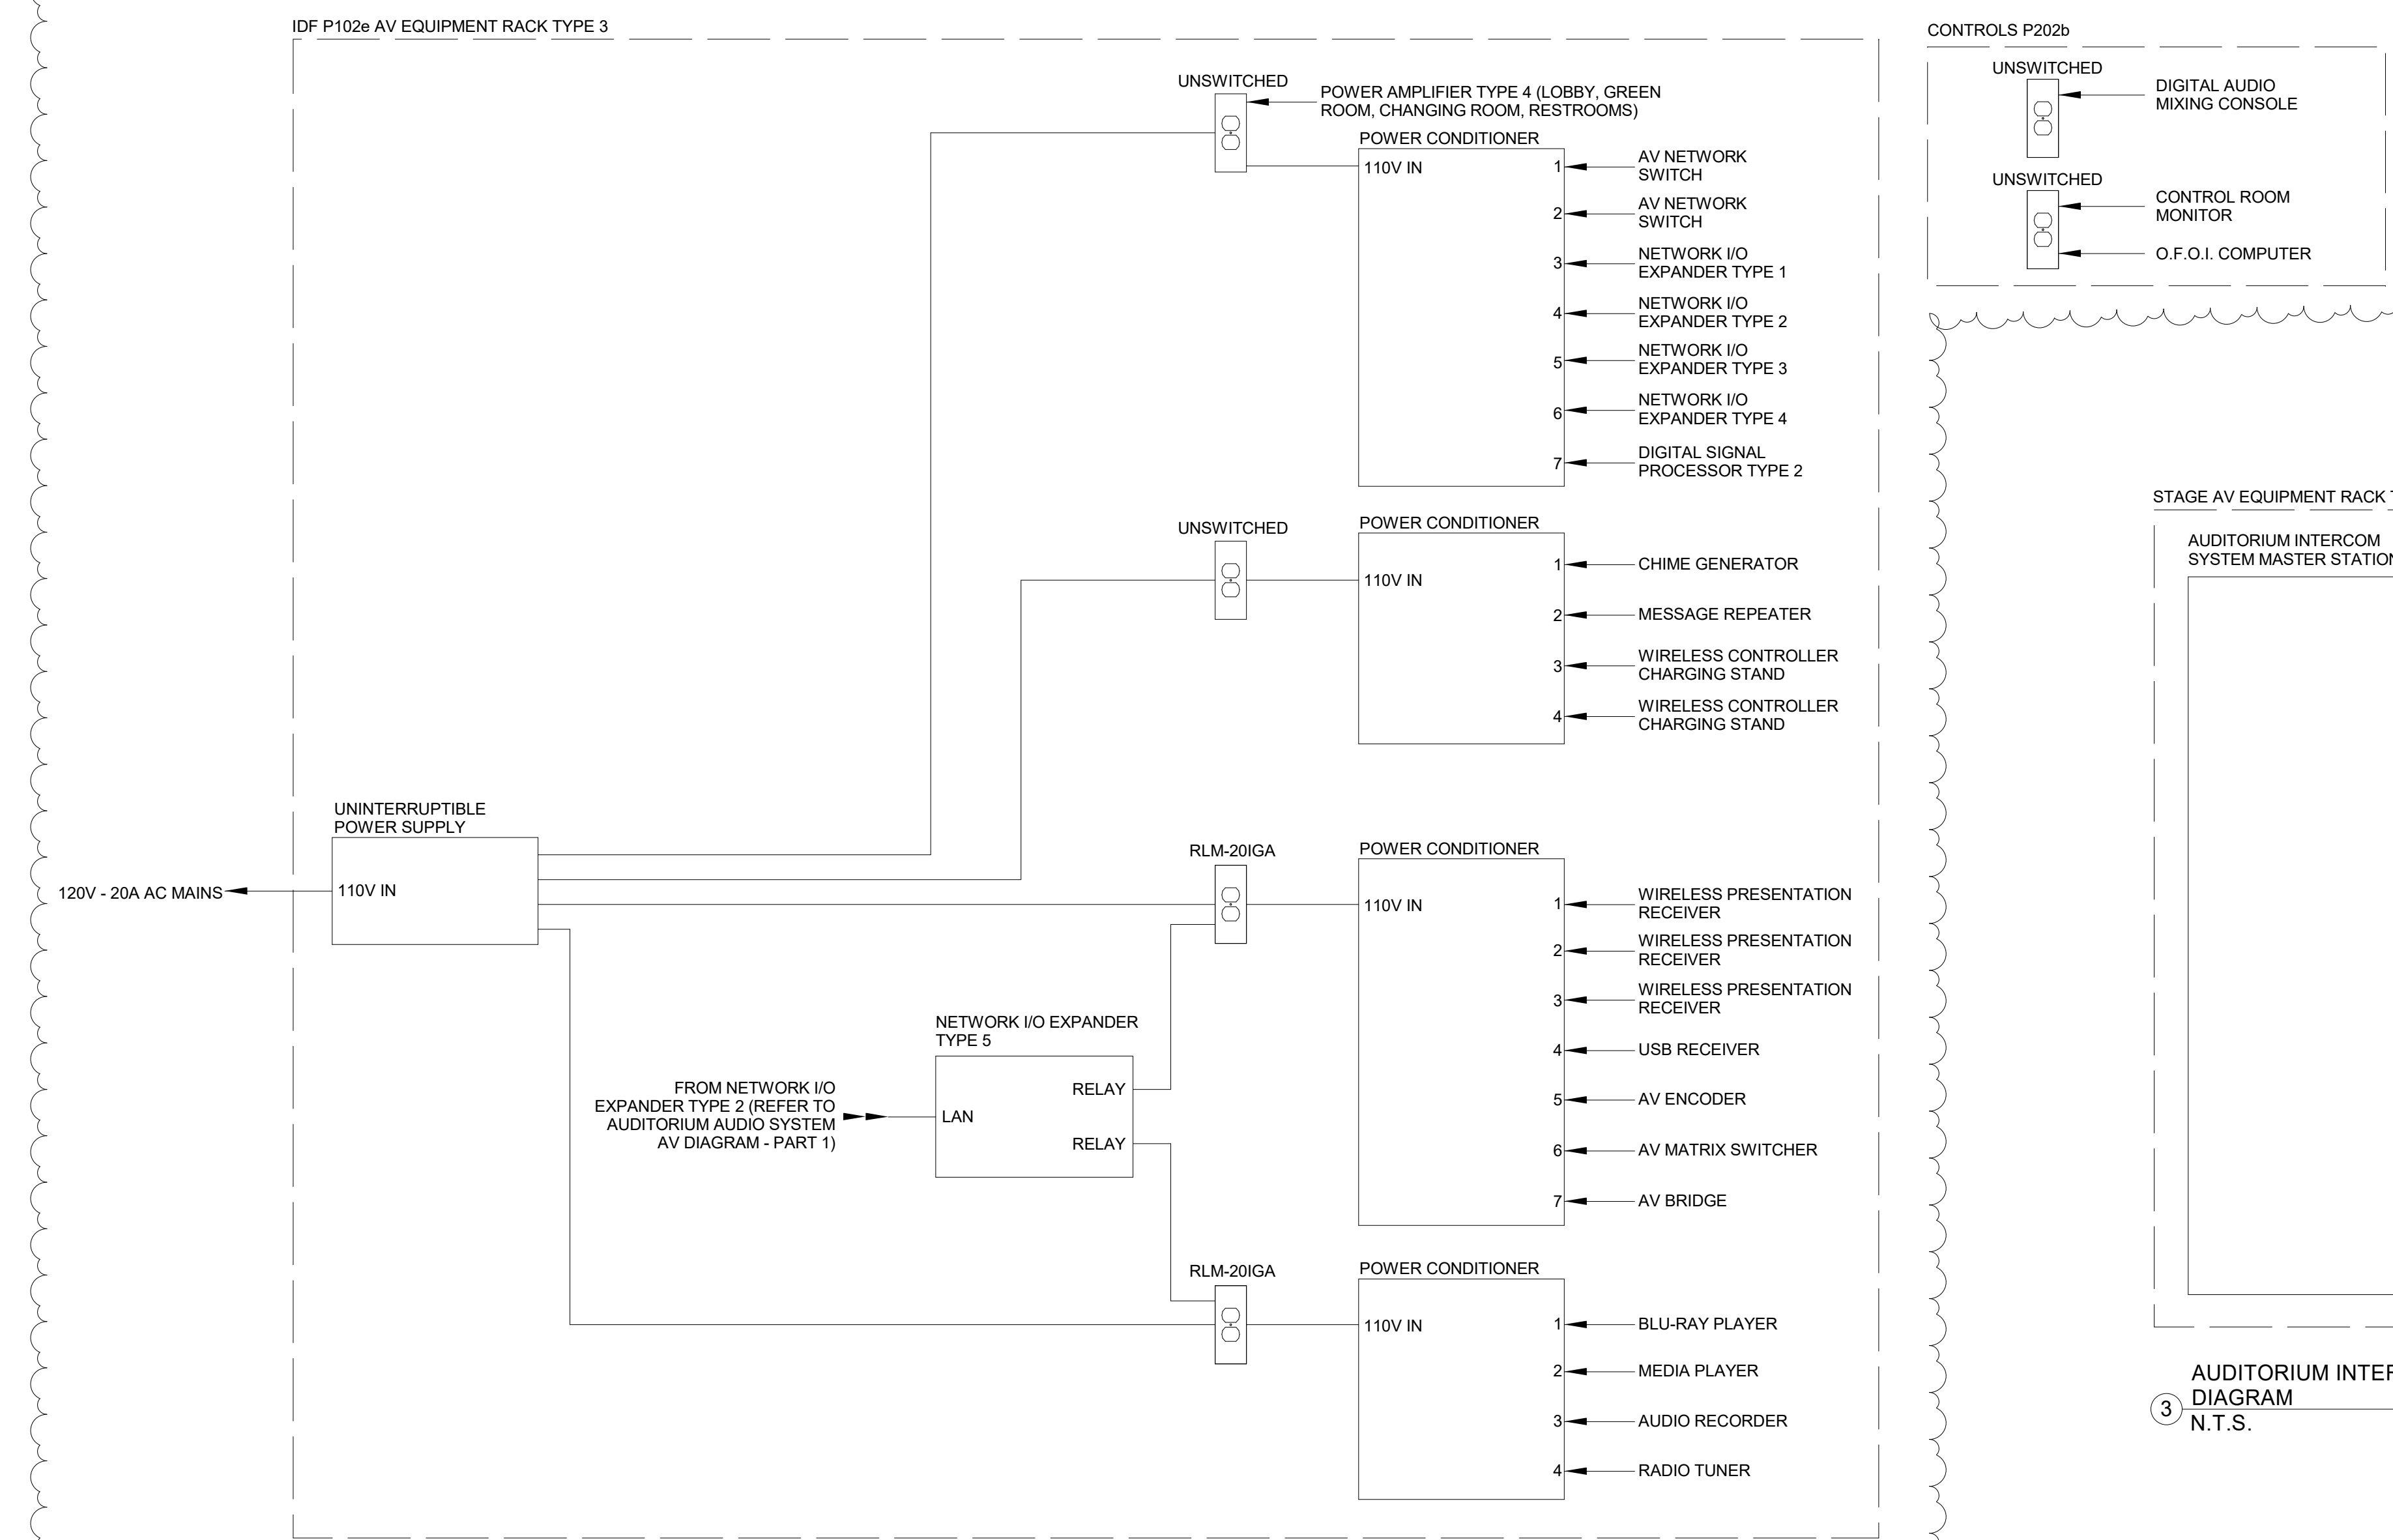 IDF P102e AV EQUIPMENT RACK TYPE 3
UNSWITCHED
POWER AMPLIFIER TYPE 4 (LOBBY, GREEN
ROOM, CHANGING ROOM, RESTROOMS)
POWER CONDITIONER
110V IN
1
AV NETWORK
SWITCH
2
AV NETWORK
SWITCH
3
NETWORK I/O
EXPANDER TYPE 1
4
NETWORK I/O
EXPANDER TYPE 2
5
NETWORK I/O
EXPANDER TYPE 3
6
NETWORK I/O
EXPANDER TYPE 4
7
DIGITAL SIGNAL
PROCESSOR TYPE 2
UNSWITCHED
POWER CONDITIONER
110V IN
1
CHIME GENERATOR
2
MESSAGE REPEATER
3
WIRELESS CONTROLLER
CHARGING STAND
4
WIRELESS CONTROLLER
CHARGING STAND
UNINTERRUPTIBLE
POWER SUPPLY
120V - 20A AC MAINS
110V IN
RLM-20IGA
POWER CONDITIONER
110V IN
1
WIRELESS PRESENTATION
RECEIVER
2
WIRELESS PRESENTATION
RECEIVER
3
WIRELESS PRESENTATION
RECEIVER
4
USB RECEIVER
5
AV ENCODER
6
AV MATRIX SWITCHER
7
AV BRIDGE
NETWORK I/O EXPANDER
TYPE 5
FROM NETWORK I/O
EXPANDER TYPE 2 (REFER TO
AUDITORIUM AUDIO SYSTEM
AV DIAGRAM - PART 1)
LAN
RELAY
RELAY
RLM-20IGA
POWER CONDITIONER
110V IN
1
BLU-RAY PLAYER
2
MEDIA PLAYER
3
AUDIO RECORDER
4
RADIO TUNER
CONTROLS P202b
UNSWITCHED
DIGITAL AUDIO
MIXING CONSOLE
UNSWITCHED
CONTROL ROOM
MONITOR
O.F.O.I. COMPUTER
STAGE AV EQUIPMENT RACK
AUDITORIUM INTERCOM
SYSTEM MASTER STATION
3
AUDITORIUM
DIAGRAM
N.T.S.